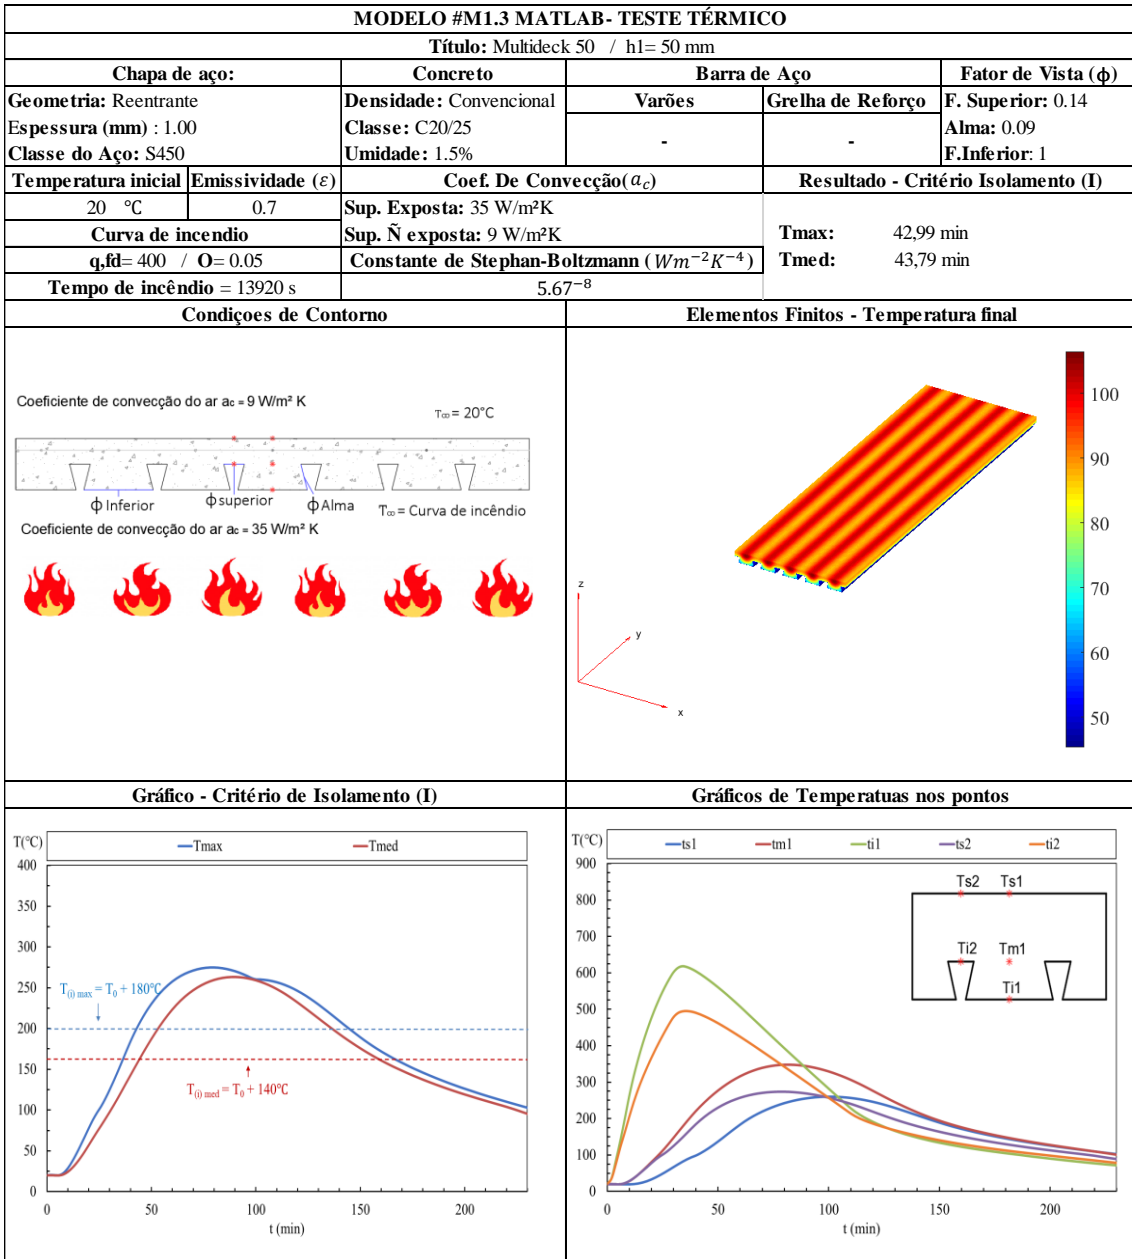 MODELO #M1.3 MATLAB- TESTE TÉRMICO
Título: Multideck 50 / h1= 50 mm
Chapa de aço:
Concreto
Barra de Aço
Fator de Vista (ϕ)
Geometria: Reentrante
Espessura (mm) : 1.00
Classe do Aço: S450
Densidade: Convencional
Classe: C20/25
Umidade: 1.5%
Varões
Grelha de Reforço
-
-
F. Superior: 0.14
Alma: 0.09
F.Inferior: 1
Temperatura inicial
Emissividade (ε)
Coef. De Convecção(a_c)
Resultado - Critério Isolamento (I)
20 °C
0.7
Sup. Exposta: 35 W/m²K
Sup. Ñ exposta: 9 W/m²K
Tmax: 42,99 min
Tmed: 43,79 min
Curva de incendio
q,fd= 400 / O= 0.05
Constante de Stephan-Boltzmann (Wm⁻²K⁻⁴)
Tempo de incêndio = 13920 s
5.67⁻⁸
Condiçoes de Contorno
Elementos Finitos - Temperatura final
Coeficiente de convecção do ar ac = 9 W/m² K
T∞ = 20°C
ϕ Inferior
ϕ superior
ϕ Alma
T∞ = Curva de incêndio
Coeficiente de convecção do ar ac = 35 W/m² K
z
y
x
100
90
80
70
60
50
Gráfico - Critério de Isolamento (I)
Gráficos de Temperatuas nos pontos
T(°C)
Tmax
Tmed
400
350
300
250
200
150
100
50
0
T(i) max = T0 + 180°C
T(i) med = T0 + 140°C
0
50
100
150
200
t (min)
T(°C)
ts1
tm1
ti1
ts2
ti2
900
800
700
600
500
400
300
200
100
0
Ts2
Ts1
Ti2
Tm1
Ti1
0
50
100
150
200
t (min)